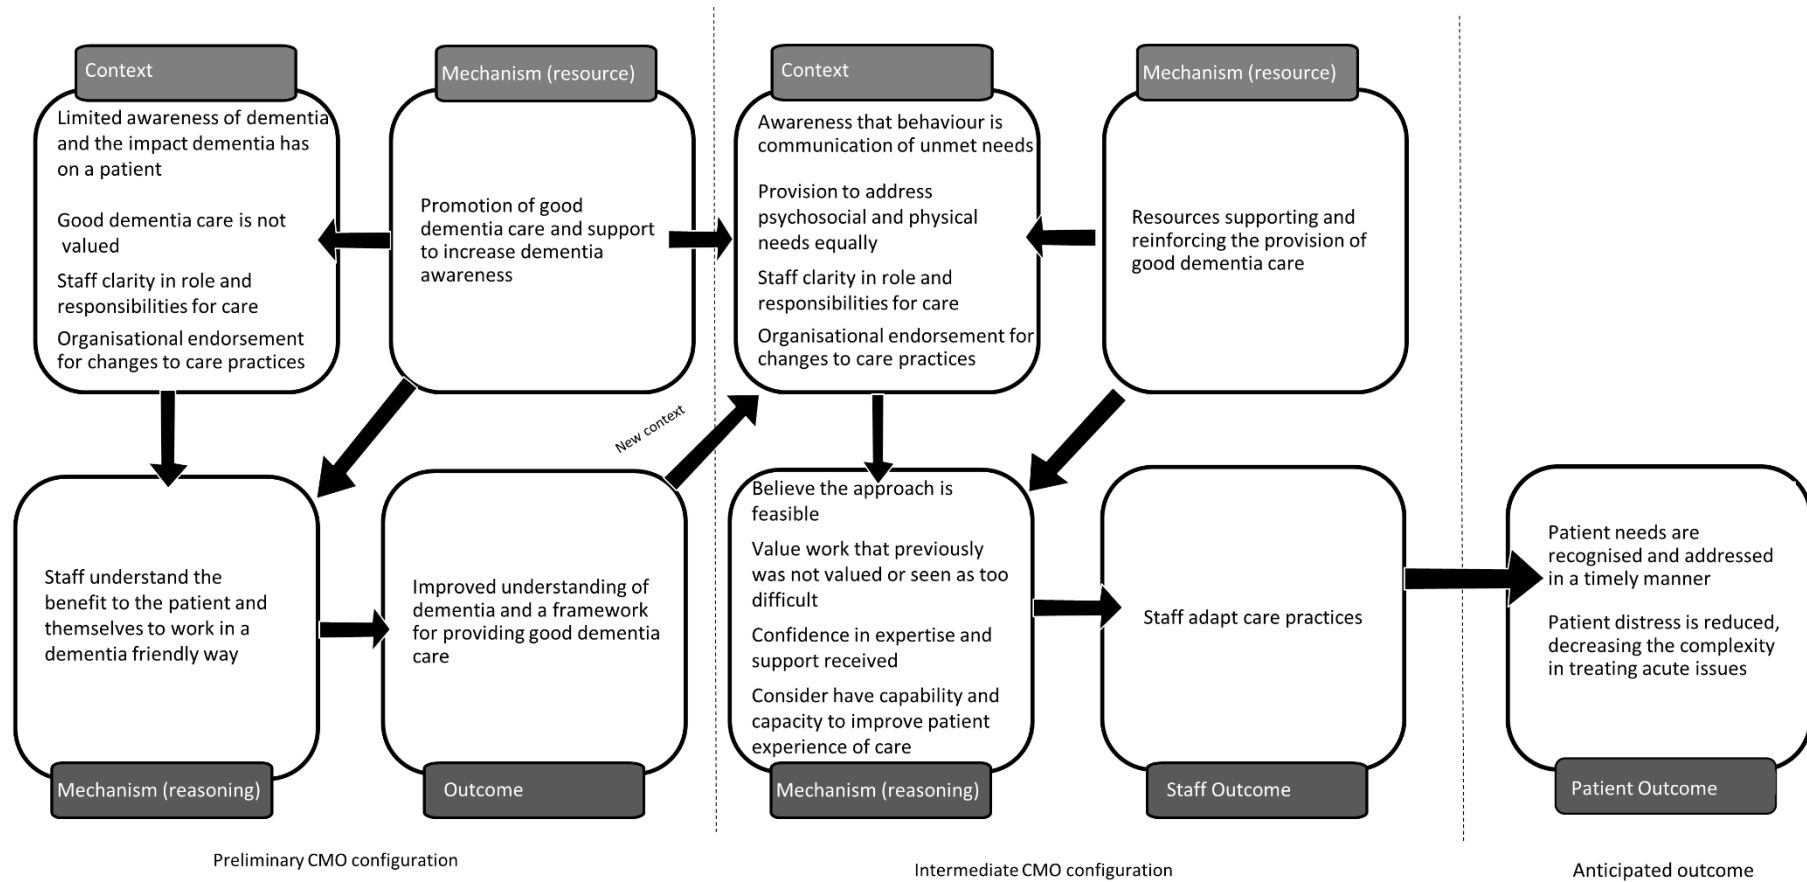 Context
Limited awareness of dementia
and the impact dementia has
on a patient
Good dementia care is not
valued
Staff clarity in role and
responsibilities for care
Organisational endorsement
for changes to care practices
Mechanism (resource)
Promotion of good
dementia care and support
to increase dementia
awareness
Staff understand the
benefit to the patient and
themselves to work in a
dementia friendly way
Mechanism (reasoning)
Improved understanding of
dementia and a framework
for providing good dementia
care
Outcome
New context
Preliminary CMO configuration
Context
Awareness that behaviour is
communication of unmet needs
Provision to address
psychosocial and physical
needs equally
Staff clarity in role and
responsibilities for care
Organisational endorsement for
changes to care practices
Mechanism (resource)
Resources supporting and
reinforcing the provision of
good dementia care
Believe the approach is
feasible
Value work that previously
was not valued or seen as too
difficult
Confidence in expertise and
support received
Consider have capability and
capacity to improve patient
experience of care
Mechanism (reasoning)
Staff adapt care practices
Staff Outcome
Intermediate CMO configuration
Patient needs are
recognised and addressed
in a timely manner
Patient distress is reduced,
decreasing the complexity
in treating acute issues
Patient Outcome
Anticipated outcome